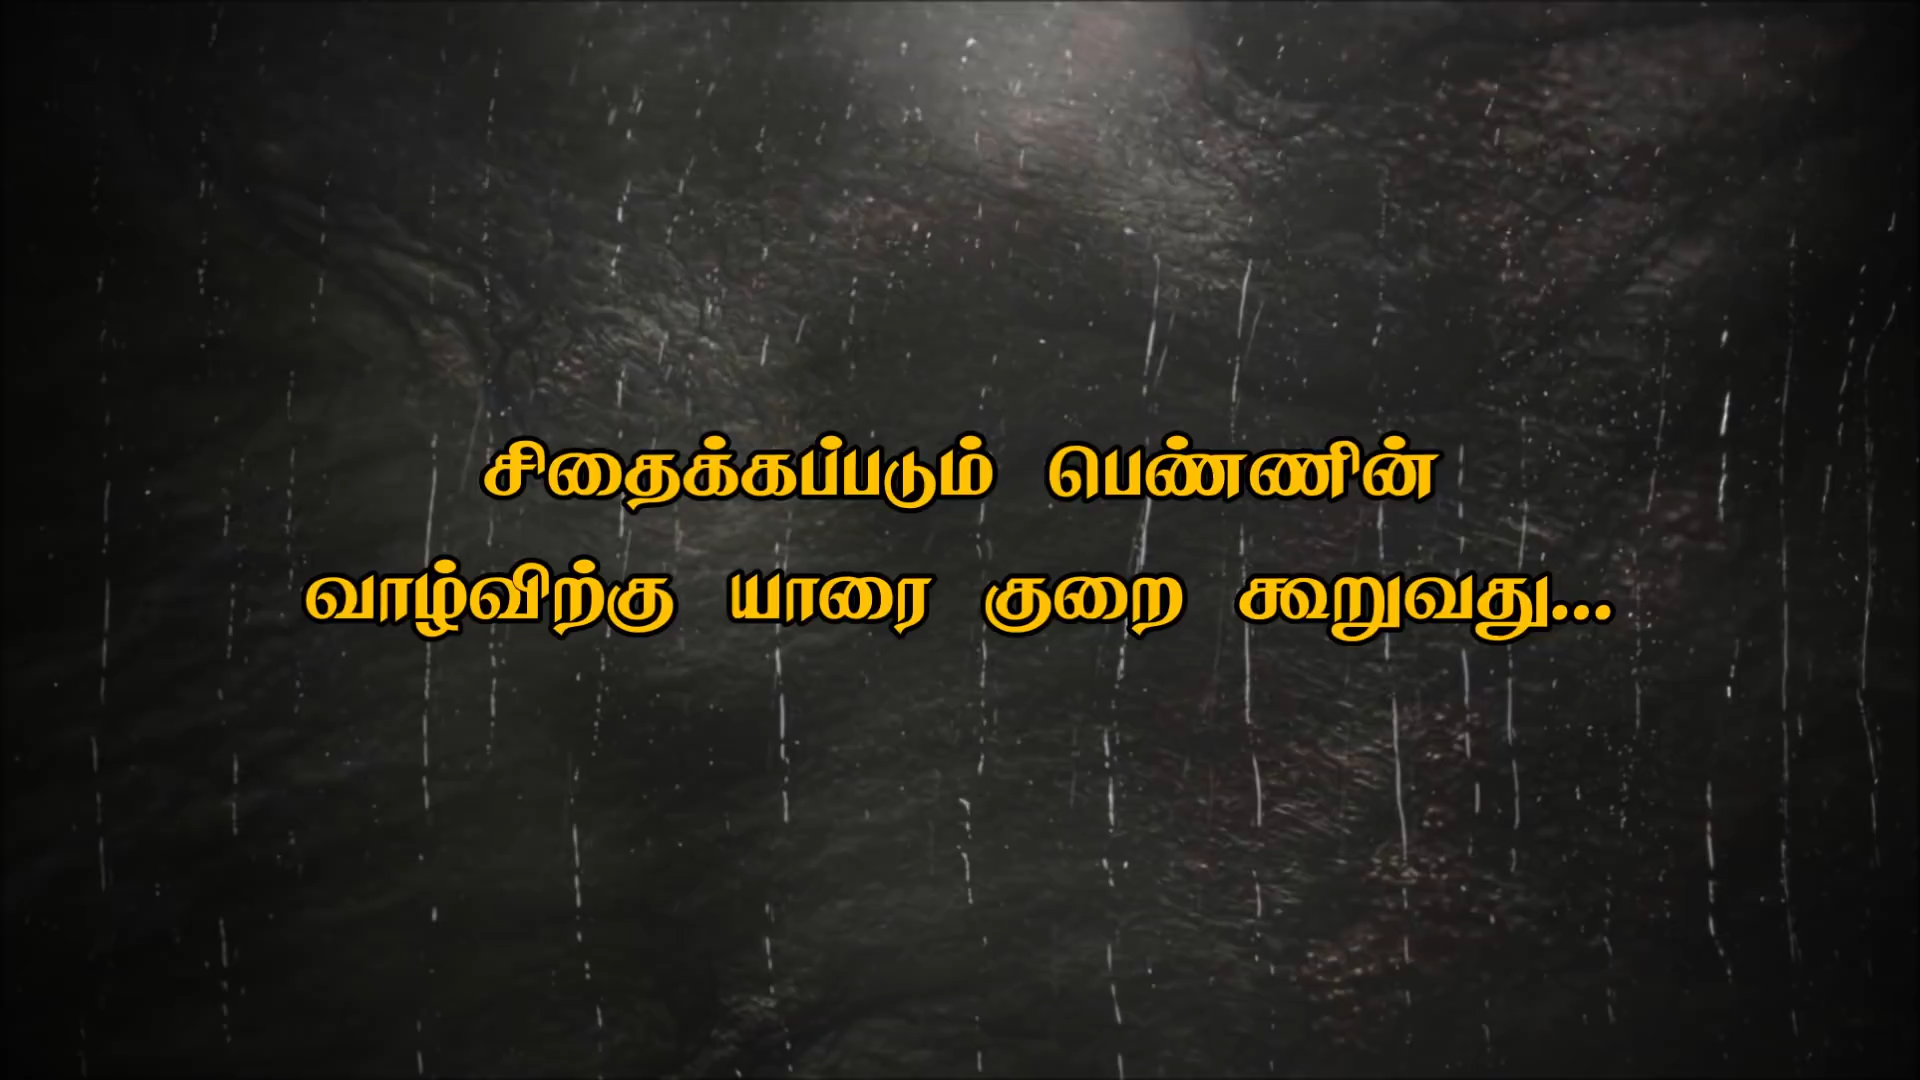 சிதைக்கப்படும் பெண்ணின்
வாழ்விற்கு யாரை குறை கூறுவது...